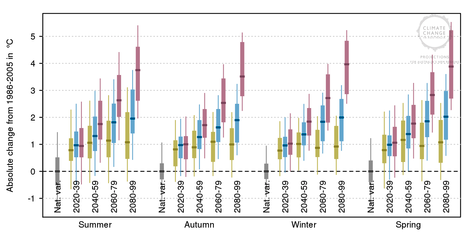 CLIMATE
CHANGE
Absolute change from 1986-2005 in °C
5
4
3
2
1
0
-1
Nat. var.
2020-39
2040-59
2060-79
2080-99
Nat. var.
2020-39
2040-59
2060-79
2080-99
Nat. var.
2020-39
2040-59
2060-79
2080-99
Nat. var.
2020-39
2040-59
2060-79
2080-99
Summer Autumn Winter Spring